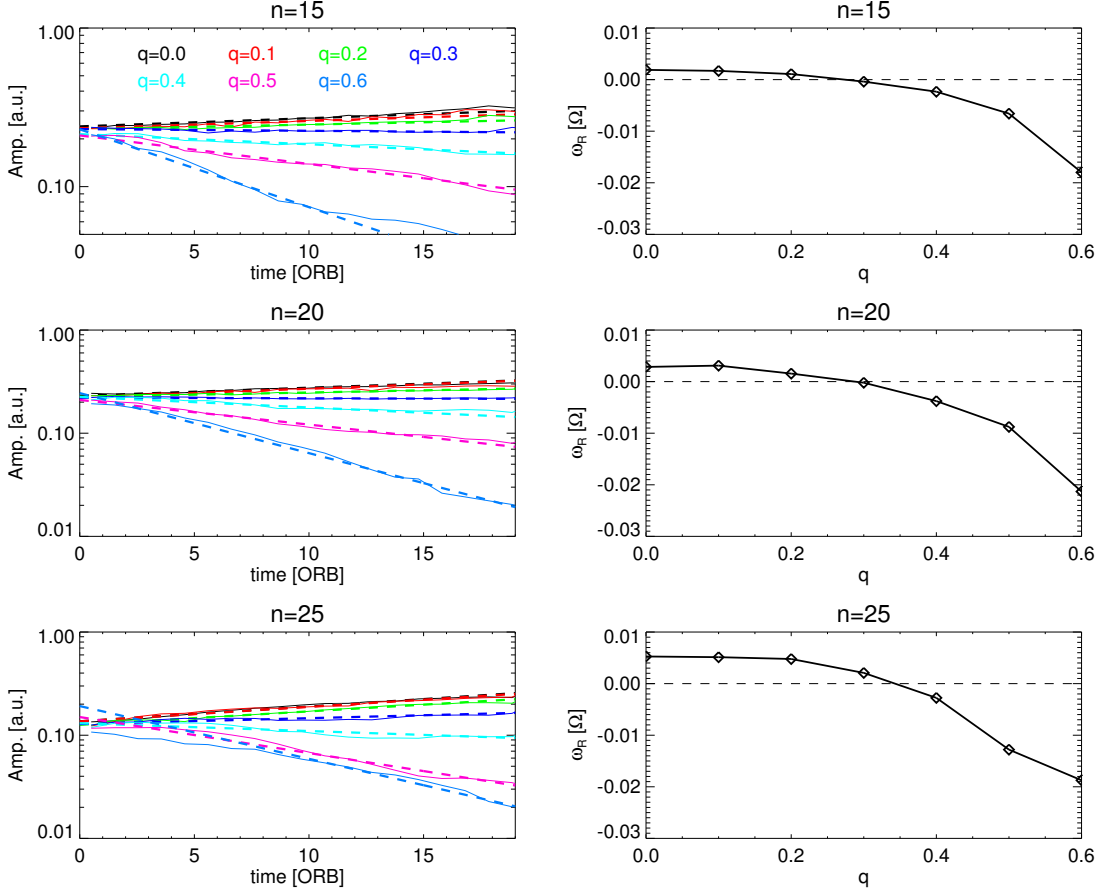 n=15
1.00
0.10
Amp. [a.u.]
q=0.0 q=0.1 q=0.2 q=0.3
q=0.4 q=0.5 q=0.6
0 5 10 15
time [ORB]
n=15
0.01
0.00
-0.01
-0.02
-0.03
ωR [Ω]
0.0 0.2 0.4 0.6
q
n=20
1.00
0.10
0.01
Amp. [a.u.]
0 5 10 15
time [ORB]
n=20
0.01
0.00
-0.01
-0.02
-0.03
ωR [Ω]
0.0 0.2 0.4 0.6
q
n=25
1.00
0.10
0.01
Amp. [a.u.]
0 5 10 15
time [ORB]
n=25
0.01
0.00
-0.01
-0.02
-0.03
ωR [Ω]
0.0 0.2 0.4 0.6
q